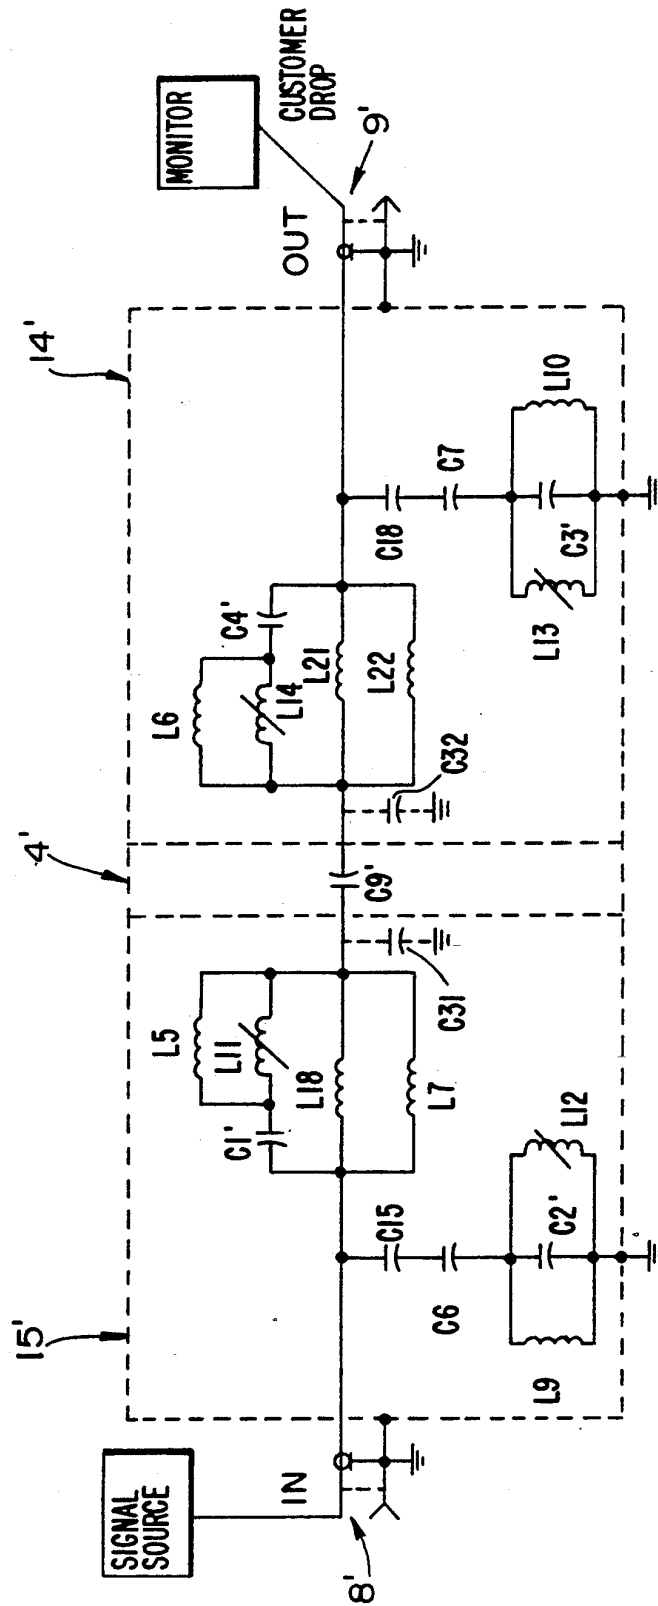 SIGNAL
SOURCE
IN
8'
15'
4'
14'
L5
L11
C1'
L18
L7
C31
C15
C6
L9
C2'
L12
C9'
L6
L14
C4'
L21
L22
C32
C18
C7
L13
C3'
L10
OUT
9'
MONITOR
CUSTOMER
DROP